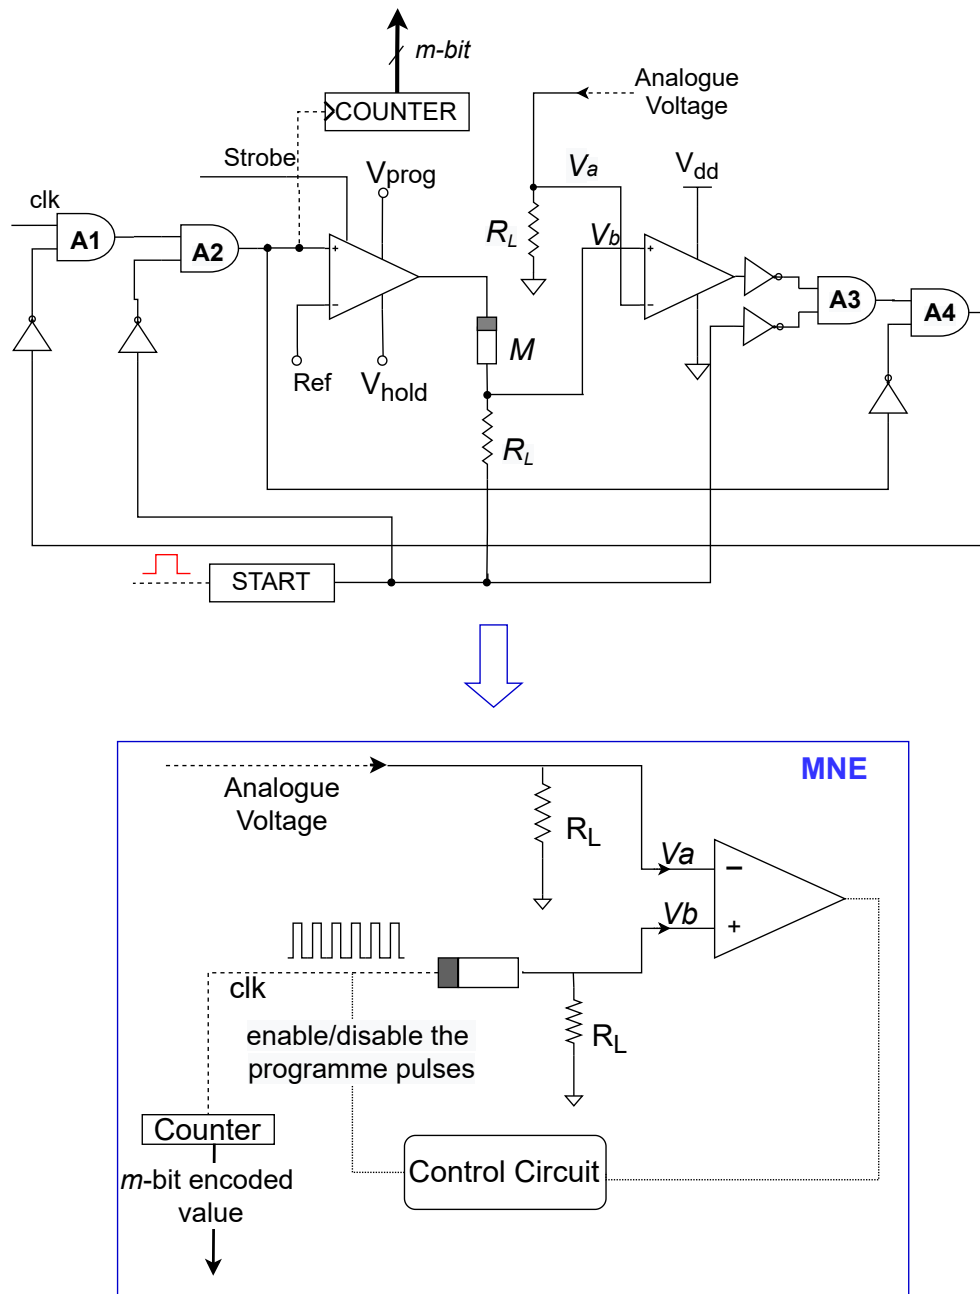 m-bit
COUNTER
Analogue
Voltage
Strobe
Vprog
Va
Vdd
clk
A1
A2
RL
Vb
A3
A4
M
Ref
Vhold
RL
START
MNE
Analogue
Voltage
RL
Va
Vb
clk
enable/disable the
programme pulses
RL
Counter
Control Circuit
m-bit encoded
value